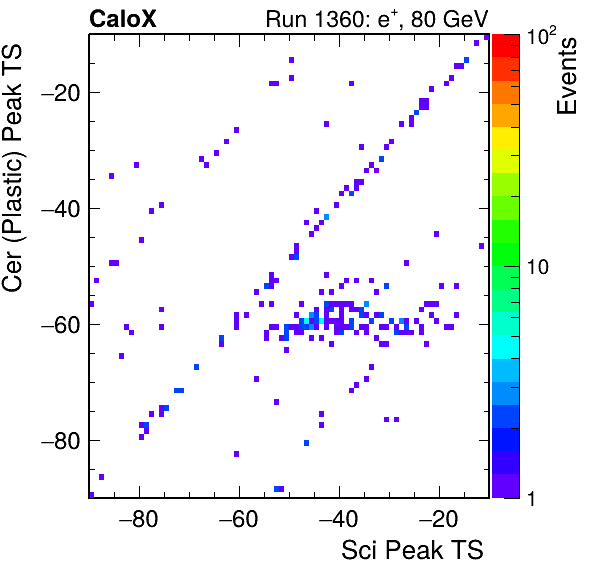 CaloX
Run 1360: e⁺, 80 GeV
Cer (Plastic) Peak TS
Events
10²
10
1
−20
−40
−60
−80
−80
−60
−40
−20
Sci Peak TS